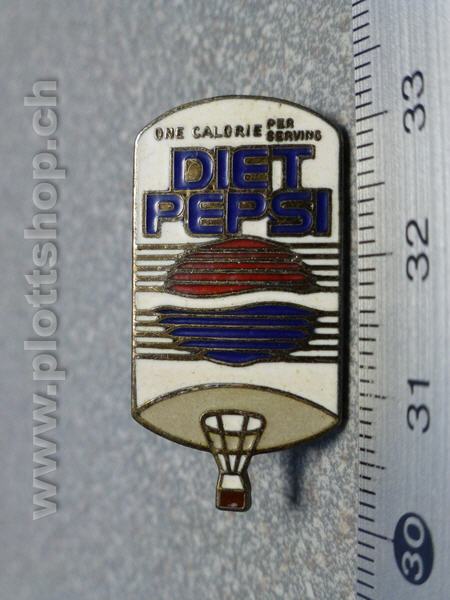 ONE CALORIE PER SERVING
DIET
PEPSI
33
32
31
30
www.plottshop.ch